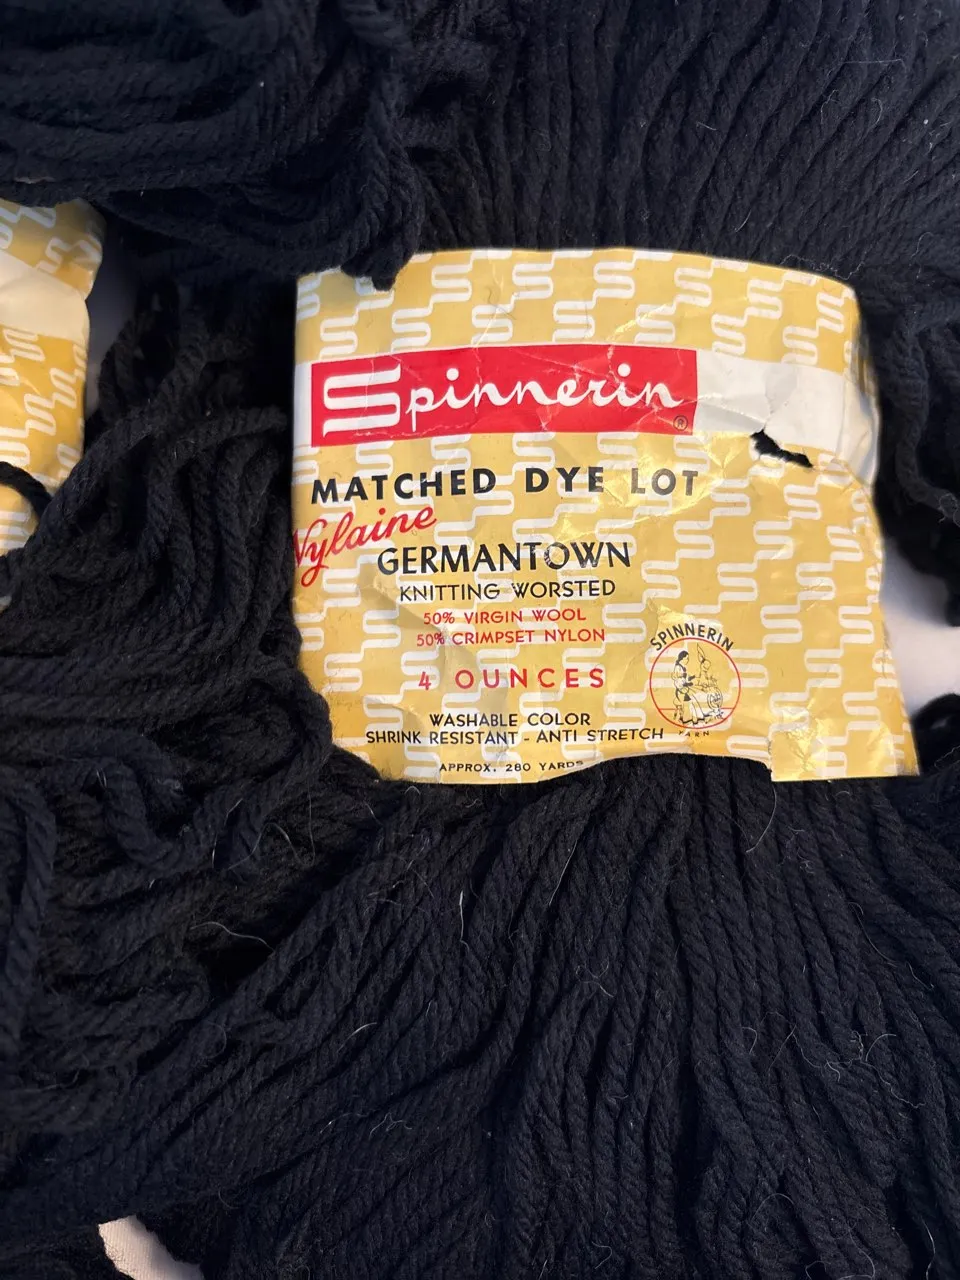 Spinnerin®
MATCHED DYE LOT
Nylaine
GERMANTOWN
KNITTING WORSTED
50% VIRGIN WOOL
50% CRIMPSET NYLON
4 OUNCES
SPINNERIN
YARN
WASHABLE COLOR
SHRINK RESISTANT - ANTI STRETCH
APPROX. 280 YARDS